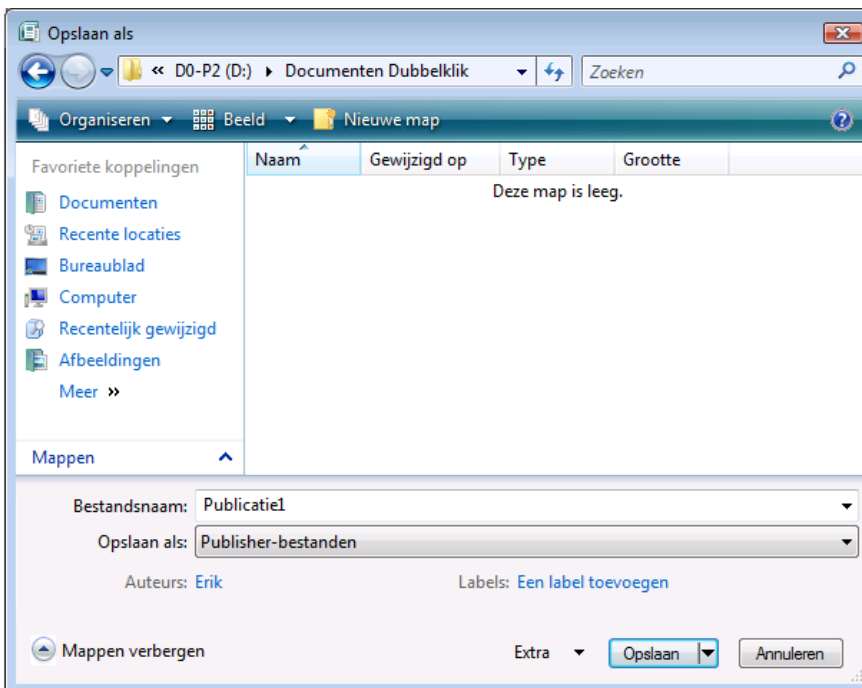 Opslaan als
« D0-P2 (D:) Documenten Dubbelklik Zoeken
Organiseren Beeld Nieuwe map
Favoriete koppelingen
Naam Gewijzigd op Type Grootte
Deze map is leeg.
Documenten
Recente locaties
Bureaublad
Computer
Recentelijk gewijzigd
Afbeeldingen
Meer »
Mappen
Bestandsnaam: Publicatie1
Opslaan als: Publisher-bestanden
Auteurs: Erik Labels: Een label toevoegen
Mappen verbergen Extra Opslaan Annuleren